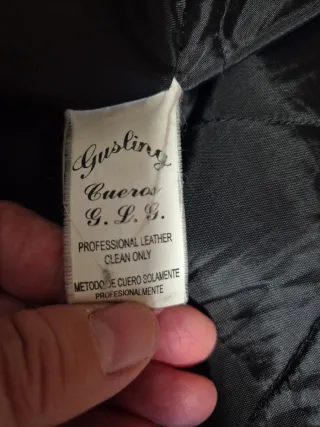 Gusling
Cueros
G. L. G.
PROFESSIONAL LEATHER
CLEAN ONLY
METODO DE CUERO SOLAMENTE
PROFESIONALMENTE